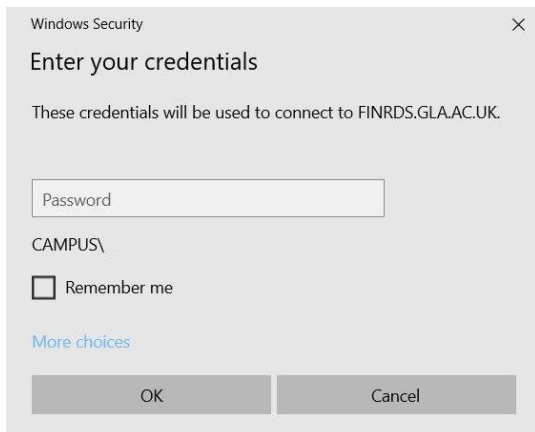 Windows Security
Enter your credentials
These credentials will be used to connect to FINRDS.GLA.AC.UK.
Password
CAMPUS\
Remember me
More choices
OK Cancel